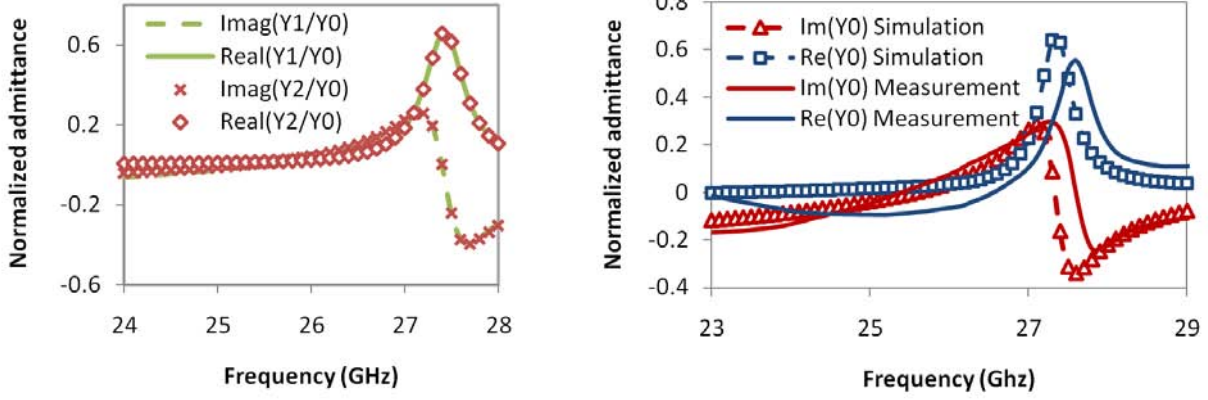 Normalized admittance
0.6
0.2
-0.2
-0.6
Imag(Y1/Y0)
Real(Y1/Y0)
Imag(Y2/Y0)
Real(Y2/Y0)
24
25
26
27
28
Frequency (GHz)
Normalized admittance
0.8
0.6
0.4
0.2
0
-0.2
-0.4
Im(Y0) Simulation
Re(Y0) Simulation
Im(Y0) Measurement
Re(Y0) Measurement
23
25
27
29
Frequency (Ghz)